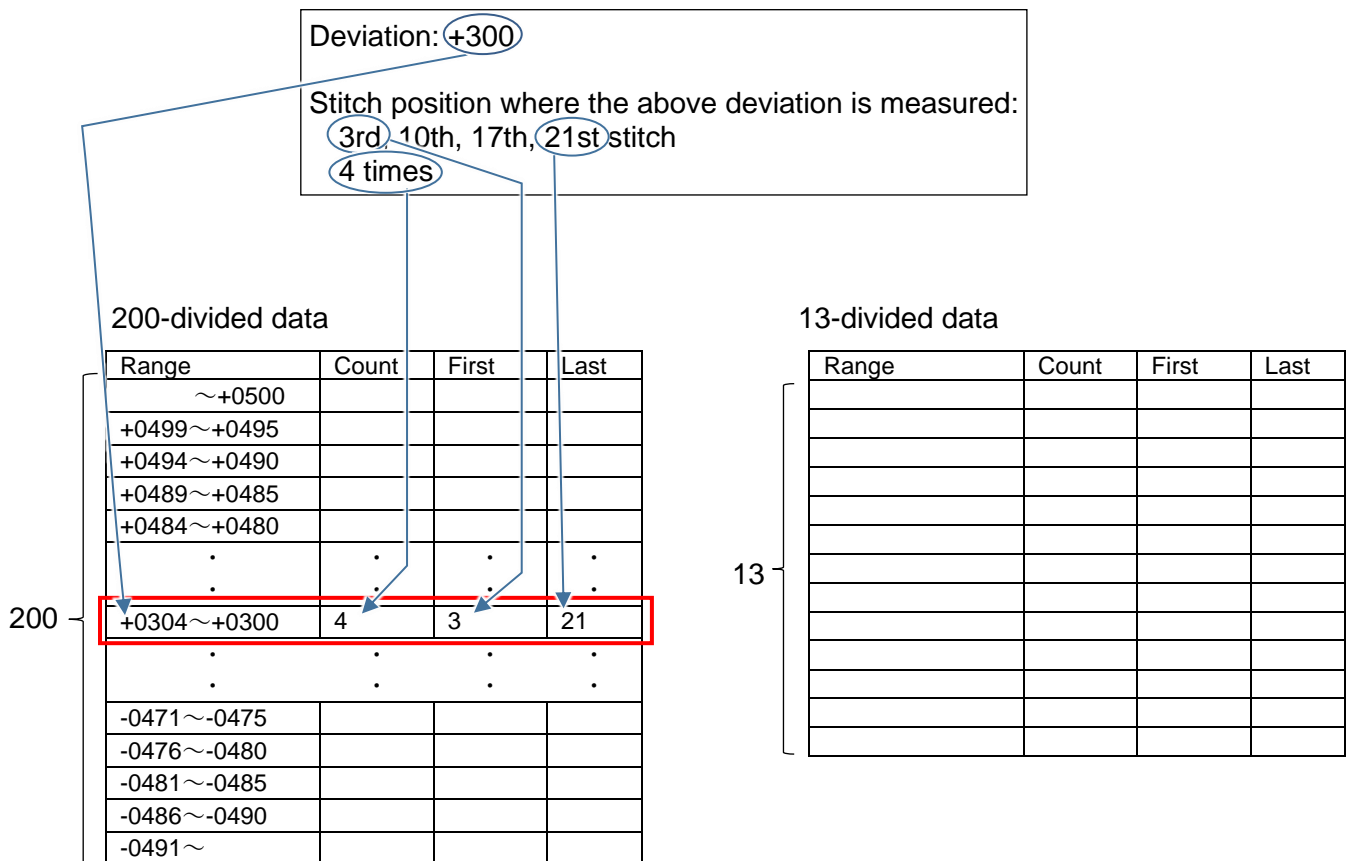 Deviation: +300
Stitch position where the above deviation is measured:
3rd, 10th, 17th, 21st stitch
4 times
200-divided data
Range Count First Last
～+0500
+0499～+0495
+0494～+0490
+0489～+0485
+0484～+0480
・ ・ ・ ・
・ ・ ・ ・
200
+0304～+0300 4 3 21
・ ・ ・ ・
・ ・ ・ ・
-0471～-0475
-0476～-0480
-0481～-0485
-0486～-0490
-0491～
13-divided data
Range Count First Last
13